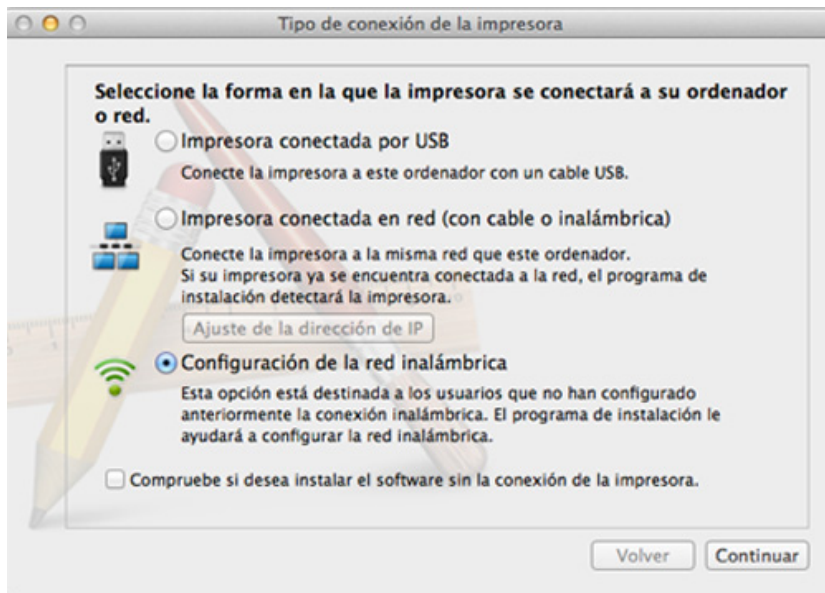 Tipo de conexión de la impresora
Seleccione la forma en la que la impresora se conectará a su ordenador
o red.
Impresora conectada por USB
Conecte la impresora a este ordenador con un cable USB.
Impresora conectada en red (con cable o inalámbrica)
Conecte la impresora a la misma red que este ordenador.
Si su impresora ya se encuentra conectada a la red, el programa de
instalación detectará la impresora.
Ajuste de la dirección de IP
Configuración de la red inalámbrica
Esta opción está destinada a los usuarios que no han configurado
anteriormente la conexión inalámbrica. El programa de instalación le
ayudará a configurar la red inalámbrica.
Compruebe si desea instalar el software sin la conexión de la impresora.
Volver
Continuar